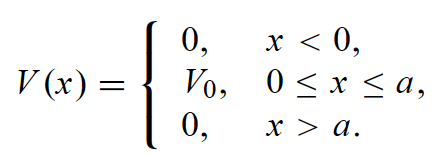 0, x < 0,
V(x) = { V₀, 0 ≤ x ≤ a,
0, x > a.